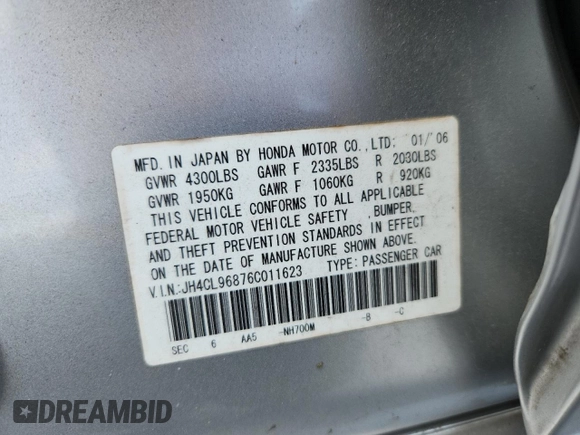 MFD. IN JAPAN BY HONDA MOTOR CO.,LTD: 01/'06
GVWR 4300LBS GAWR F 2335LBS R 2030LBS
GVWR 1950KG GAWR F 1060KG R 920KG
THIS VEHICLE CONFORMS TO ALL APPLICABLE
FEDERAL MOTOR VEHICLE SAFETY ,BUMPER,
AND THEFT PREVENTION STANDARDS IN EFFECT
ON THE DATE OF MANUFACTURE SHOWN ABOVE.
V.I.N.:JH4CL96876C011623 TYPE: PASSENGER CAR
SEC 6 AA5 -NH700M -B -C
DREAMBID